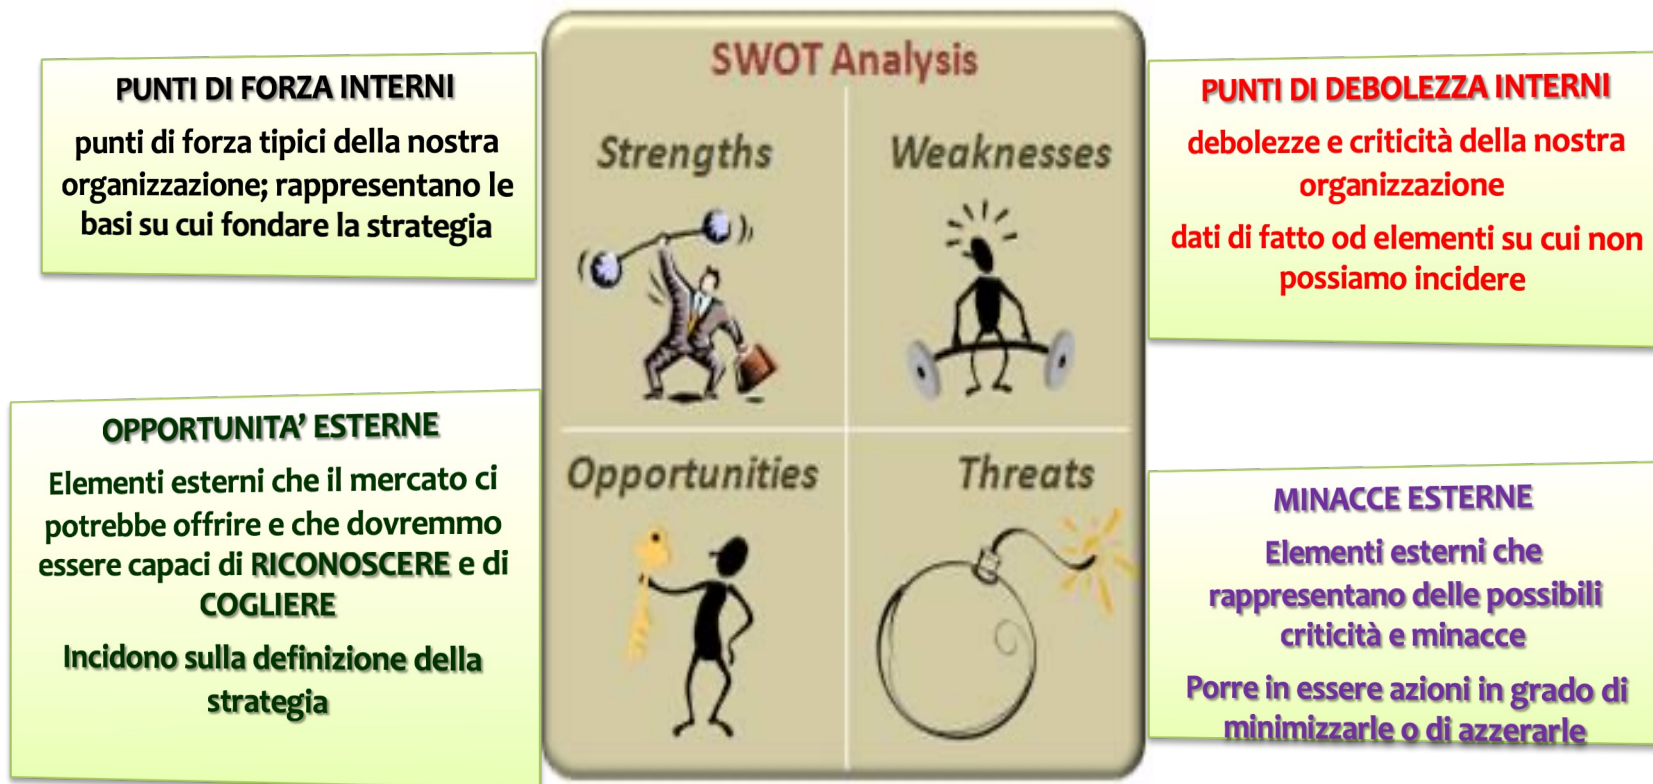 PUNTI DI FORZA INTERNI
punti di forza tipici della nostra
organizzazione; rappresentano le
basi su cui fondare la strategia
SWOT Analysis
Strengths
Weaknesses
Opportunities
Threats
PUNTI DI DEBOLEZZA INTERNI
debolezze e criticità della nostra
organizzazione
dati di fatto od elementi su cui non
possiamo incidere
OPPORTUNITA’ ESTERNE
Elementi esterni che il mercato ci
potrebbe offrire e che dovremmo
essere capaci di RICONOSCERE e di
COGLIERE
Incidono sulla definizione della
strategia
MINACCE ESTERNE
Elementi esterni che
rappresentano delle possibili
criticità e minacce
Porre in essere azioni in grado di
minimizzarle o di azzerarle